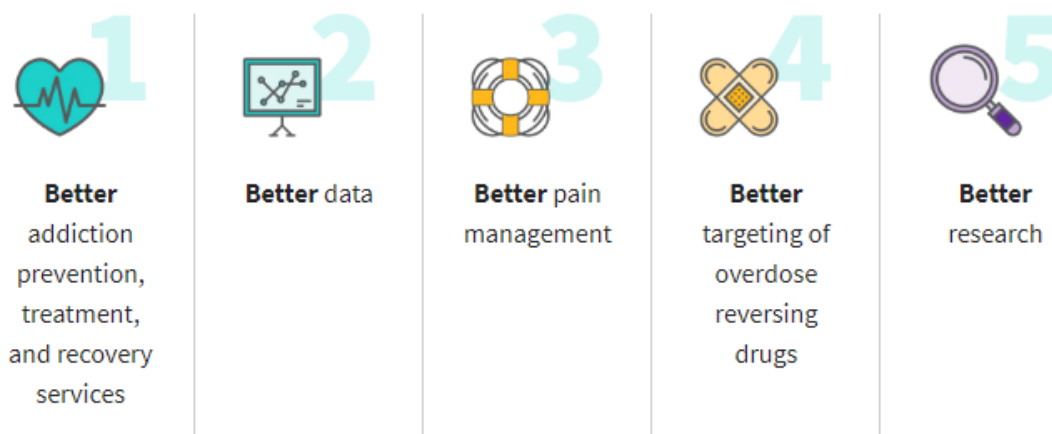 1
Better
addiction
prevention,
treatment,
and recovery
services
2
Better data
3
Better pain
management
4
Better
targeting of
overdose
reversing
drugs
5
Better
research